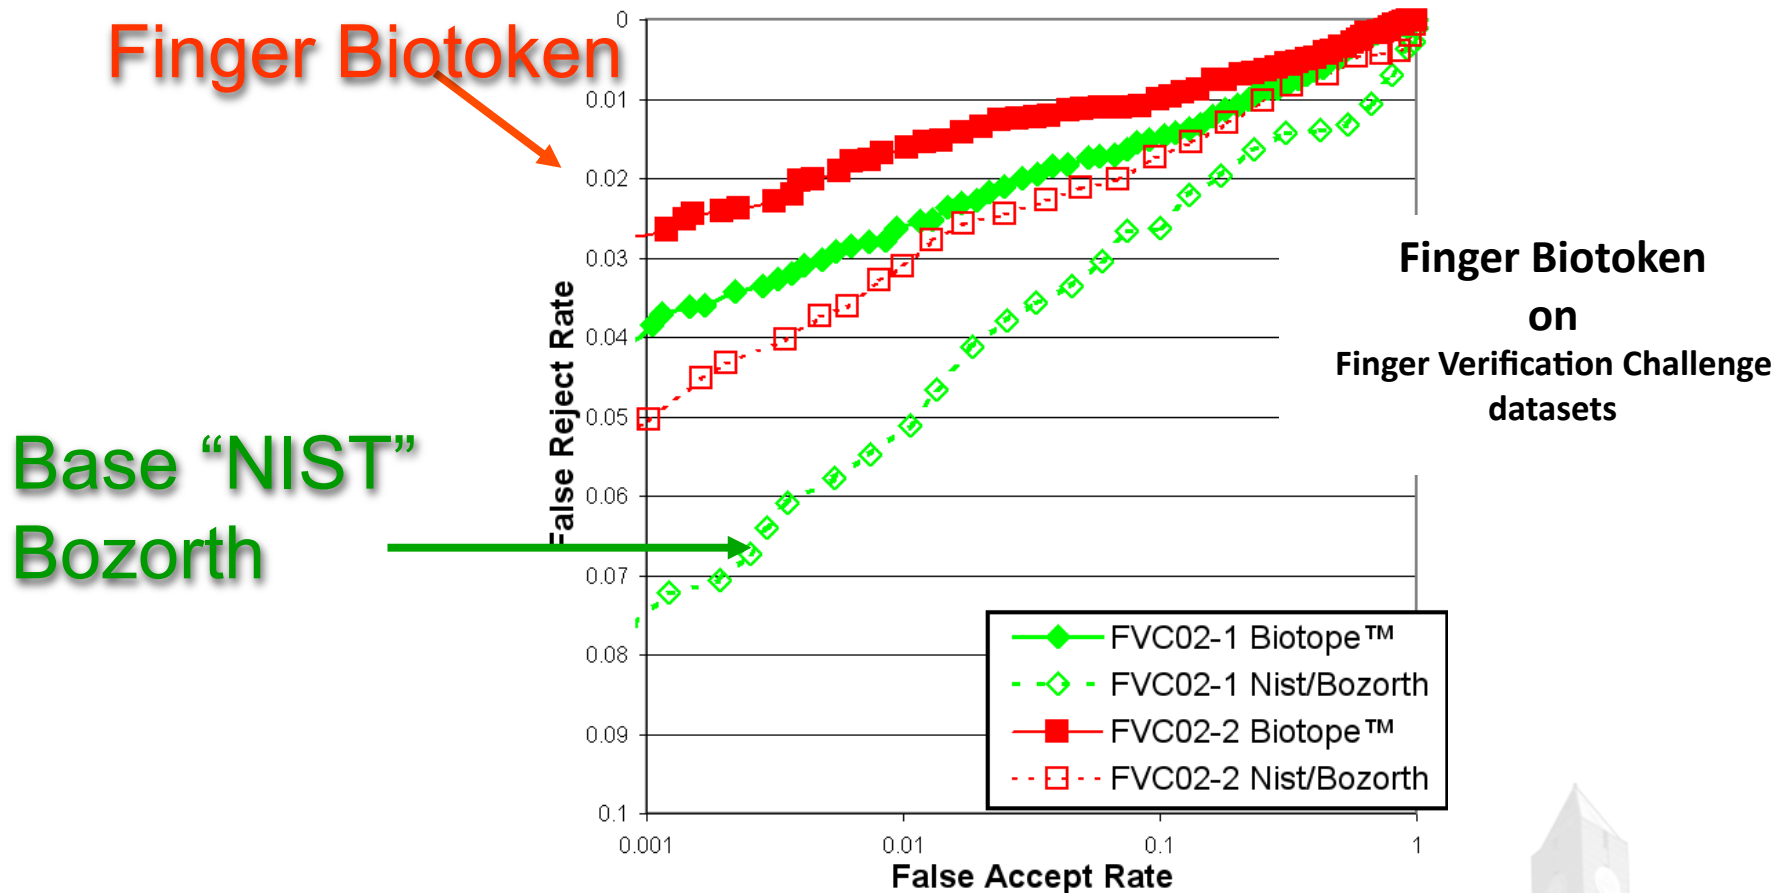 Finger Biotoken
Base “NIST”
Bozorth
False Reject Rate
0
0.01
0.02
0.03
0.04
0.05
0.06
0.07
0.08
0.09
0.1
0.001
0.01
0.1
1
False Accept Rate
Finger Biotoken
on
Finger Verification Challenge
datasets
FVC02-1 Biotope™
FVC02-1 Nist/Bozorth
FVC02-2 Biotope™
FVC02-2 Nist/Bozorth